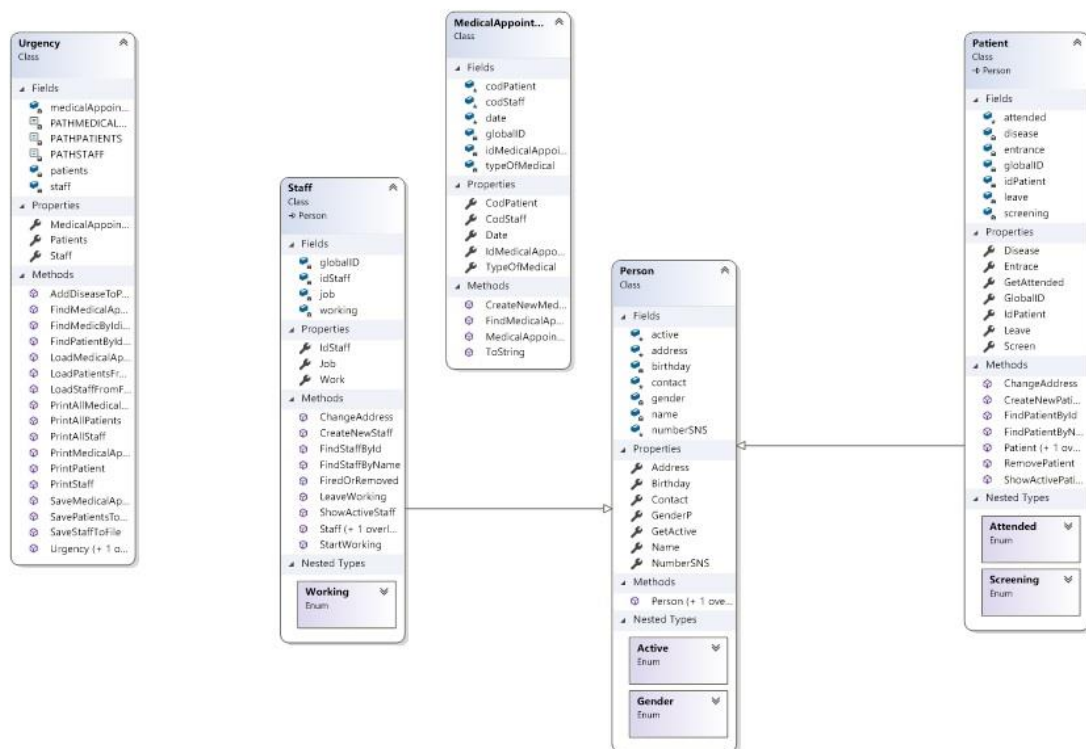 Urgency
Class
Fields
medicalAppoin...
PATHMEDICAL...
PATHPATIENTS
PATHSTAFF
patients
staff
Properties
MedicalAppoin...
Patients
Staff
Methods
AddDiseaseToP...
FindMedicalAp...
FindMedicByIdi...
FindPatientById...
LoadMedicalAp...
LoadPatientsFr...
LoadStaffFromF...
PrintAllMedical...
PrintAllPatients
PrintAllStaff
PrintMedicalAp...
PrintPatient
PrintStaff
SaveMedicalAp...
SavePatientsTo...
SaveStaffToFile
Urgency (+ 1 o...
Staff
Class
Person
Fields
globalID
idStaff
job
working
Properties
IdStaff
Job
Work
Methods
ChangeAddress
CreateNewStaff
FindStaffById
FindStaffByName
FiredOrRemoved
LeaveWorking
ShowActiveStaff
Staff (+ 1 overl...
StartWorking
Nested Types
Working
Enum
MedicalAppoint...
Class
Fields
codPatient
codStaff
date
globalID
idMedicalAppoi...
typeOfMedical
Properties
CodPatient
CodStaff
Date
IdMedicalAppo...
TypeOfMedical
Methods
CreateNewMed...
FindMedicalAp...
MedicalAppoin...
ToString
Person
Class
Fields
active
address
birthday
contact
gender
name
numberSNS
Properties
Address
Birthday
Contact
GenderP
GetActive
Name
NumberSNS
Methods
Person (+ 1 ove...
Nested Types
Active
Enum
Gender
Enum
Patient
Class
Person
Fields
attended
disease
entrance
globalID
idPatient
leave
screening
Properties
Disease
Entrace
GetAttended
GlobalID
IdPatient
Leave
Screen
Methods
ChangeAddress
CreateNewPati...
FindPatientById
FindPatientByN...
Patient (+ 1 ov...
RemovePatient
ShowActivePati...
Nested Types
Attended
Enum
Screening
Enum